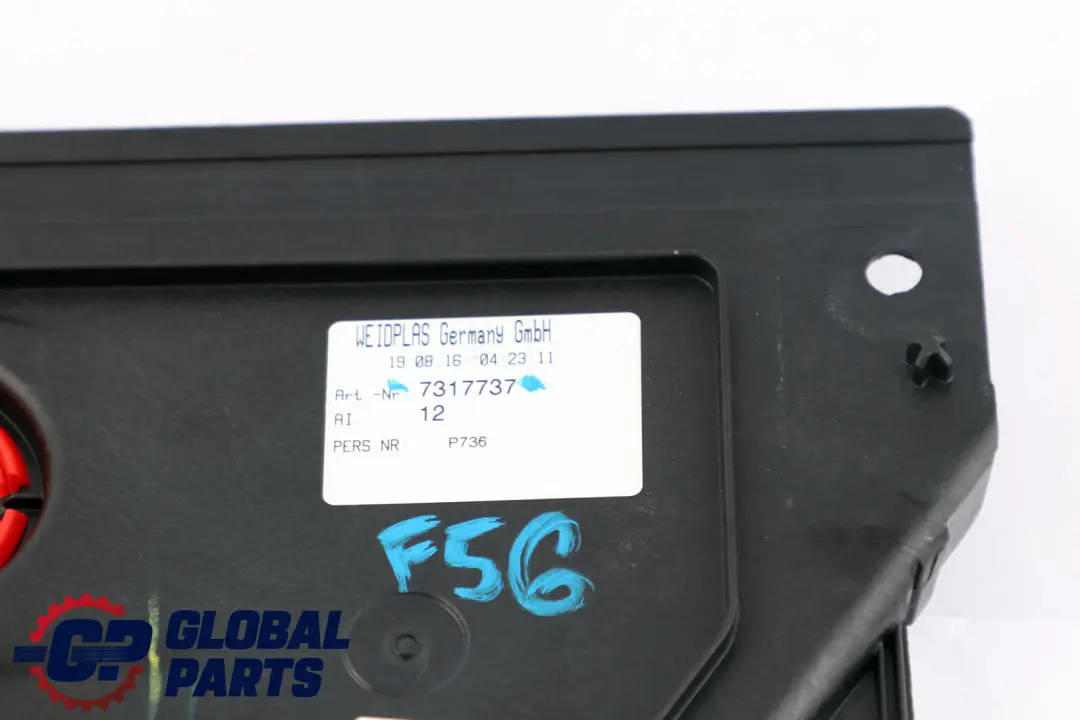 WEIDPLAS Germany GmbH
19 08.16 04 23 11
Art.-Nr 7317737
AI 12
PERS NR: P736
F56
GP GLOBAL
PARTS